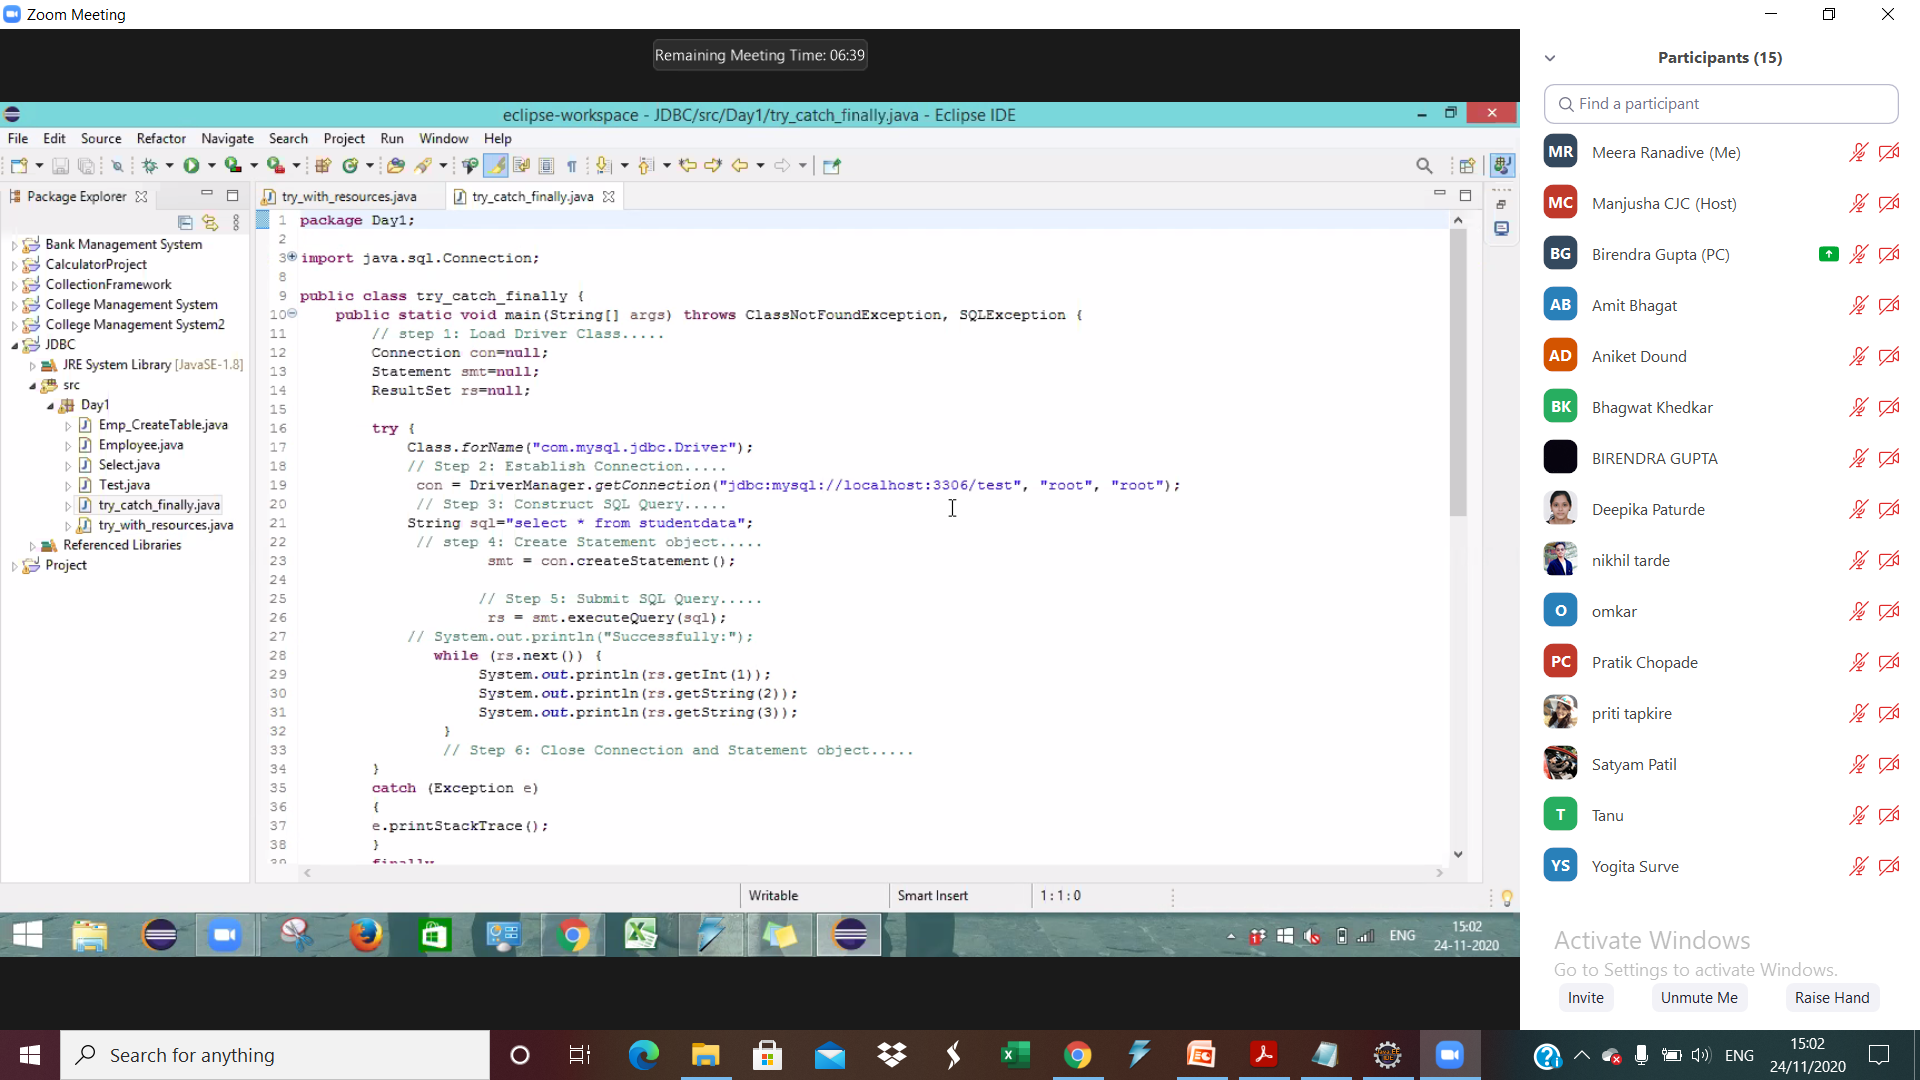 Zoom Meeting
Remaining Meeting Time: 06:39
eclipse-workspace - JDBC/src/Day1/try_catch_finally.java - Eclipse IDE
File Edit Source Refactor Navigate Search Project Run Window Help
Package Explorer
try_with_resources.java
try_catch_finally.java
Bank Management System
CalculatorProject
CollectionFramework
College Management System
College Management System2
JDBC
JRE System Library [JavaSE-1.8]
src
Day1
Emp_CreateTable.java
Employee.java
Select.java
Test.java
try_catch_finally.java
try_with_resources.java
Referenced Libraries
Project
1 package Day1;
2
3 import java.sql.Connection;
8
9 public class try_catch_finally {
10 public static void main(String[] args) throws ClassNotFoundException, SQLException {
11 // step 1: Load Driver Class.....
12 Connection con=null;
13 Statement smt=null;
14 ResultSet rs=null;
15
16 try {
17 Class.forName("com.mysql.jdbc.Driver");
18 // Step 2: Establish Connection.....
19 con = DriverManager.getConnection("jdbc:mysql://localhost:3306/test", "root", "root");
20 // Step 3: Construct SQL Query.....
21 String sql="select * from studentdata";
22 // step 4: Create Statement object.....
23 smt = con.createStatement();
24
25 // Step 5: Submit SQL Query.....
26 rs = smt.executeQuery(sql);
27 // System.out.println("Successfully:");
28 while (rs.next()) {
29 System.out.println(rs.getInt(1));
30 System.out.println(rs.getString(2));
31 System.out.println(rs.getString(3));
32 }
33 // Step 6: Close Connection and Statement object.....
34 }
35 catch (Exception e)
36 {
37 e.printStackTrace();
38 }
39 finally
Writable
Smart Insert
1 : 1 : 0
ENG
15:02
24-11-2020
Participants (15)
Find a participant
MR Meera Ranadive (Me)
MC Manjusha CJC (Host)
BG Birendra Gupta (PC)
AB Amit Bhagat
AD Aniket Dound
BK Bhagwat Khedkar
BIRENDRA GUPTA
Deepika Paturde
nikhil tarde
O omkar
PC Pratik Chopade
priti tapkire
Satyam Patil
T Tanu
YS Yogita Surve
Activate Windows
Go to Settings to activate Windows.
Invite
Unmute Me
Raise Hand
Search for anything
ENG
15:02
24/11/2020